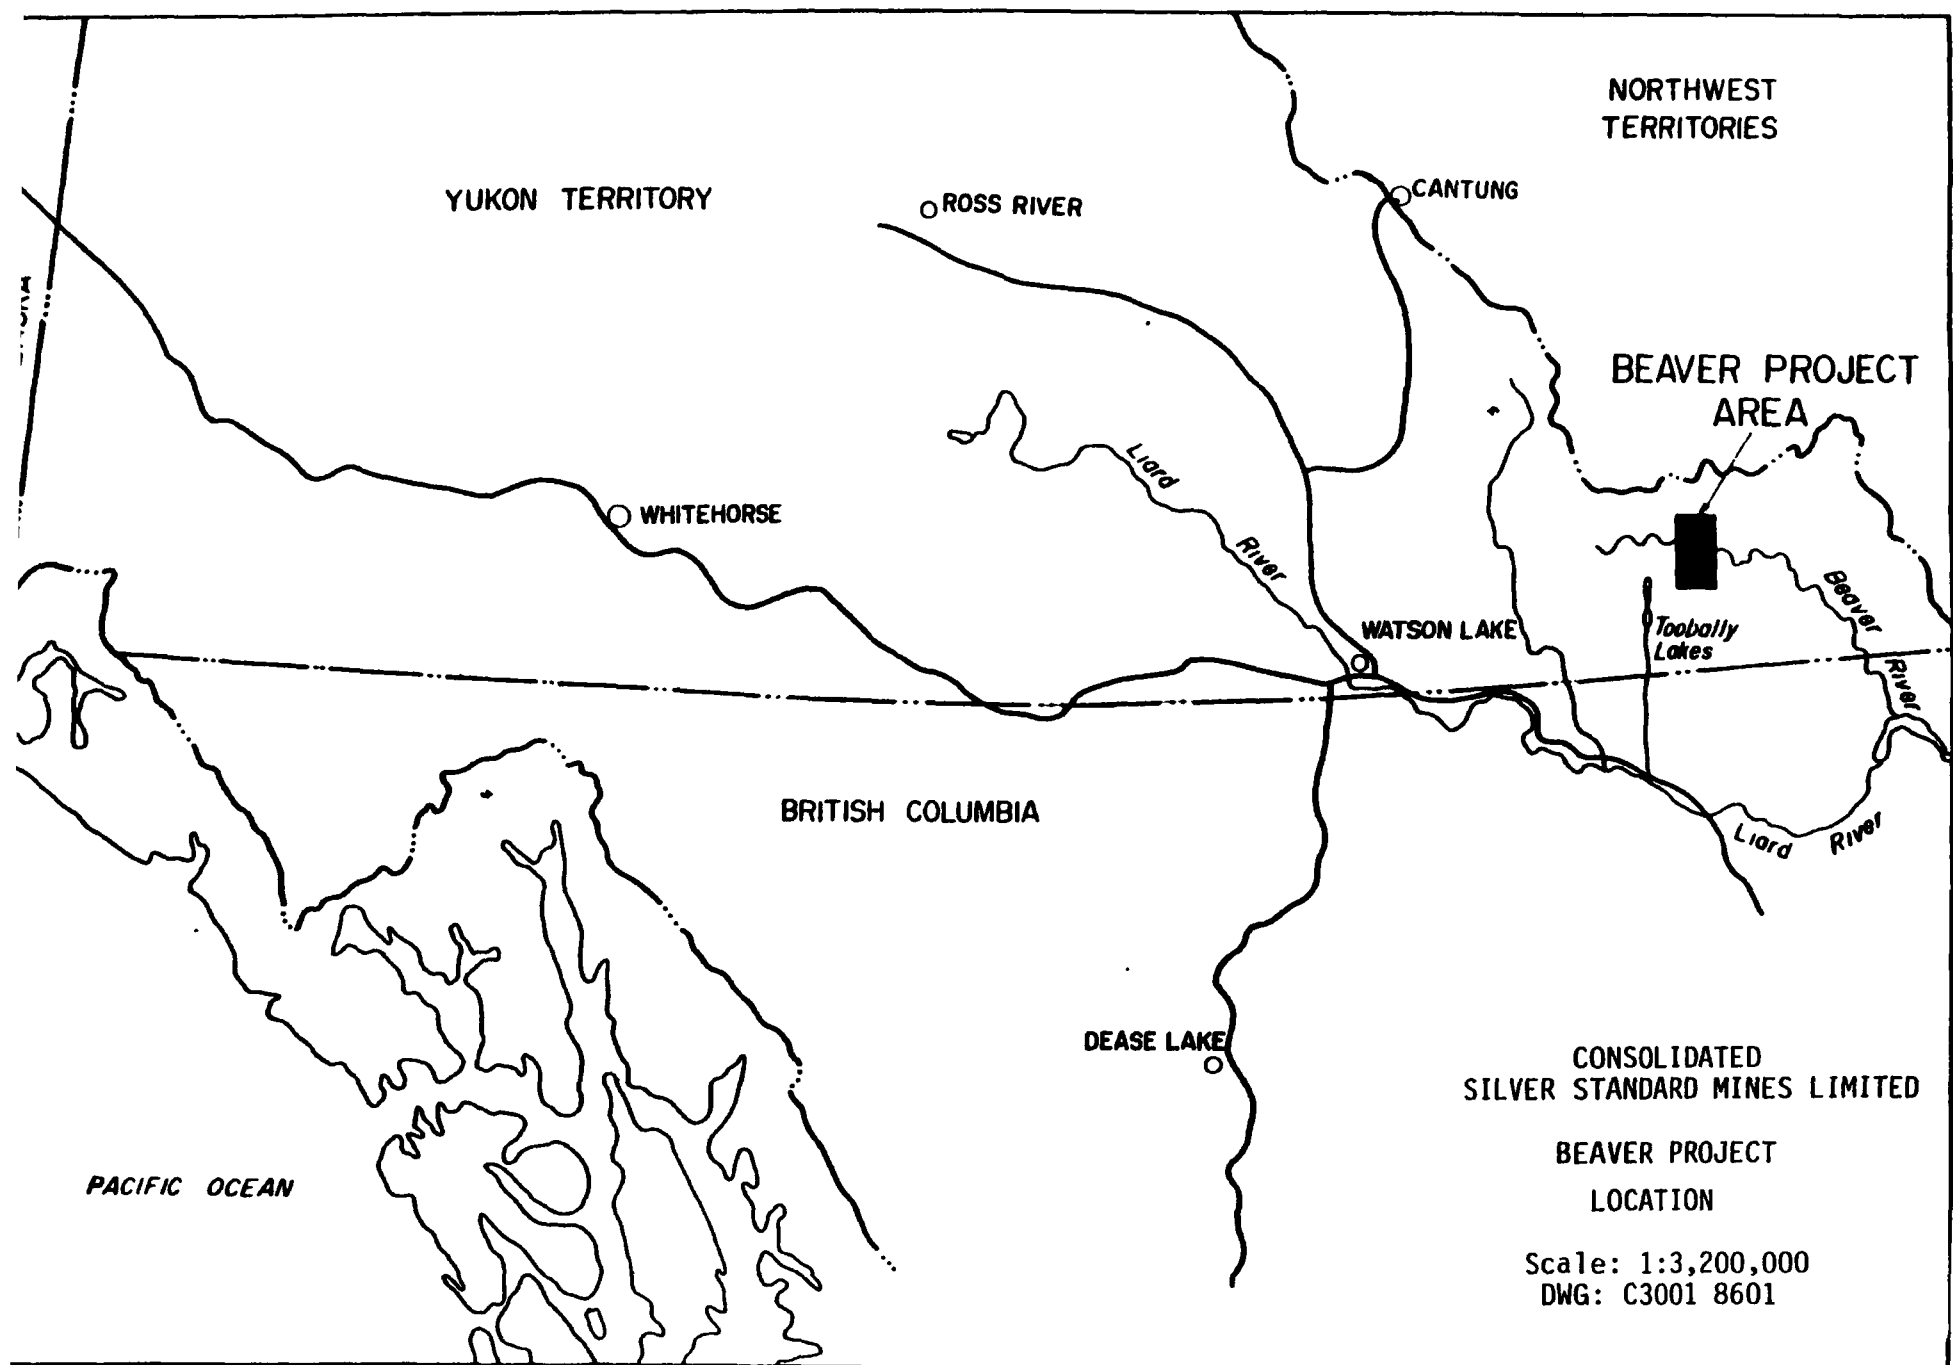 NORTHWEST
TERRITORIES
YUKON TERRITORY
ROSS RIVER
CANTUNG
BEAVER PROJECT
AREA
Liard
River
WHITEHORSE
Beaver
River
WATSON LAKE
Toobally
Lakes
BRITISH COLUMBIA
Liard
River
DEASE LAKE
PACIFIC OCEAN
CONSOLIDATED
SILVER STANDARD MINES LIMITED
BEAVER PROJECT
LOCATION
Scale: 1:3,200,000
DWG: C3001 8601